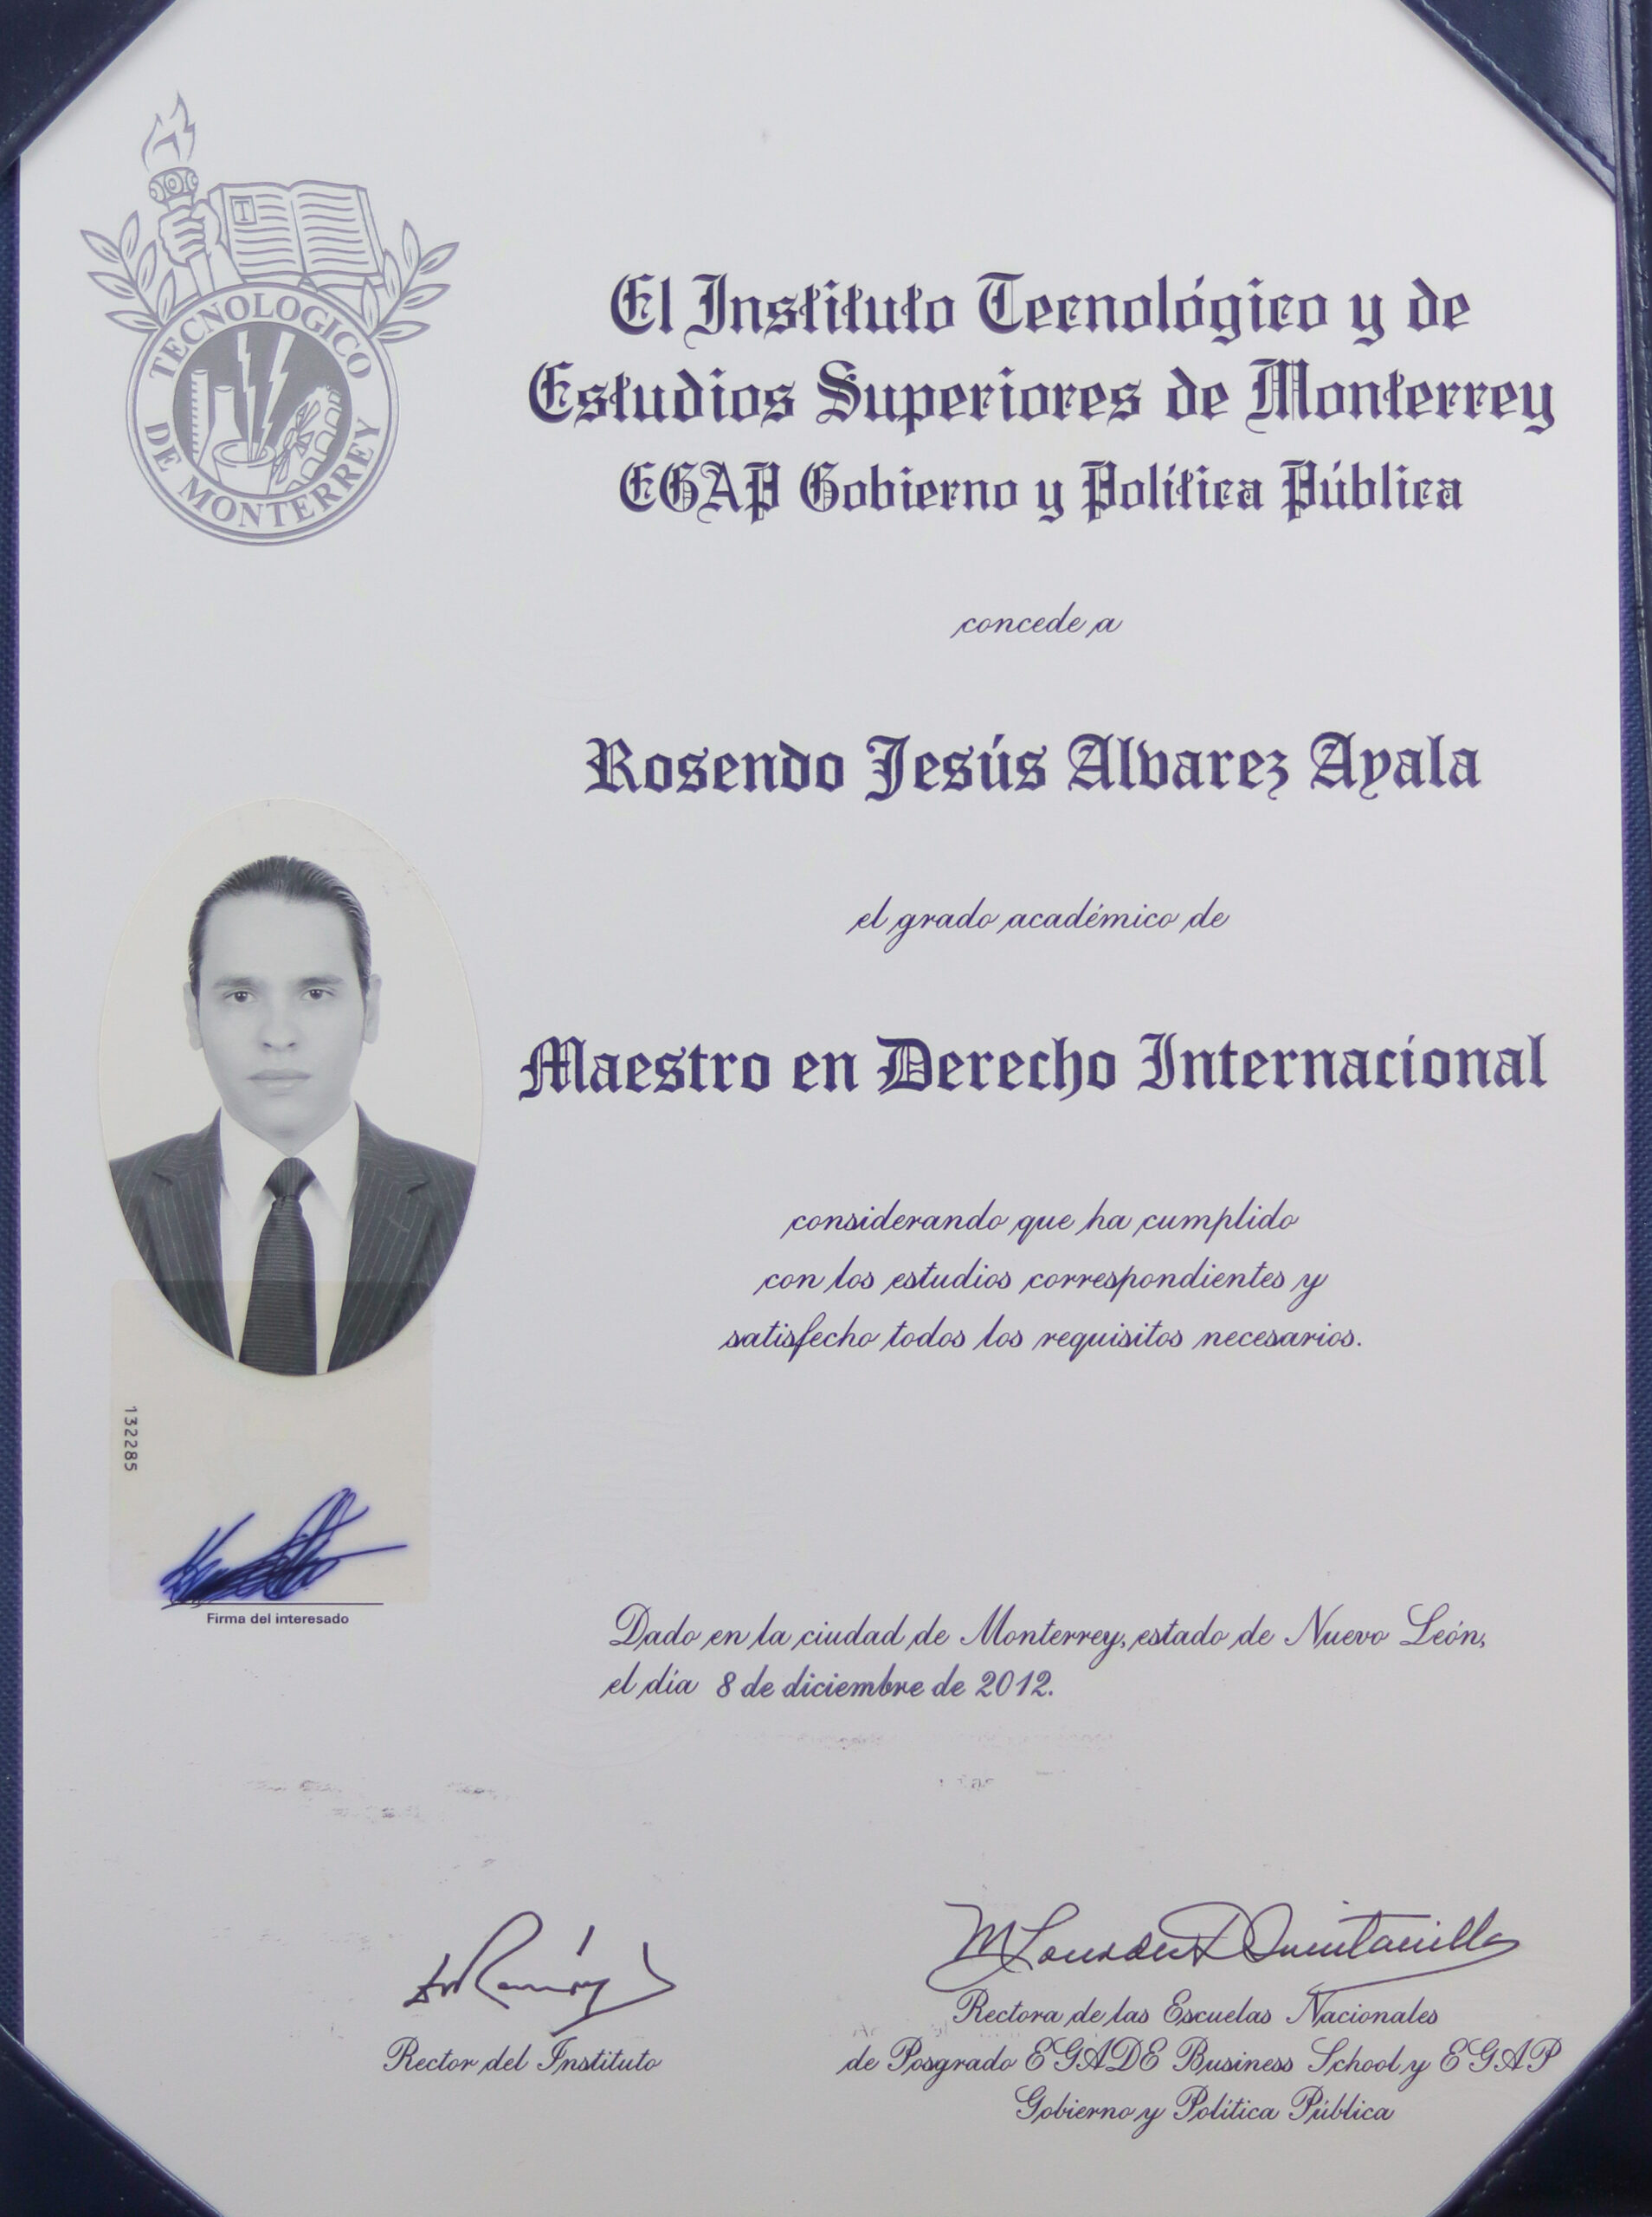 TECNOLOGICO
DE MONTERREY
El Instituto Tecnológico y de
Estudios Superiores de Monterrey
EGAP Gobierno y Política Pública
concede a
Rosendo Jesús Alvarez Ayala
el grado académico de
Maestro en Derecho Internacional
considerando que ha cumplido
con los estudios correspondientes y
satisfecho todos los requisitos necesarios.
132285
Firma del interesado
Dado en la ciudad de Monterrey, estado de Nuevo León,
el día 8 de diciembre de 2012.
M Lourdes D Quintanilla
Rector del Instituto
Rectora de las Escuelas Nacionales
de Posgrado EGADE Business School y EGAP
Gobierno y Política Pública